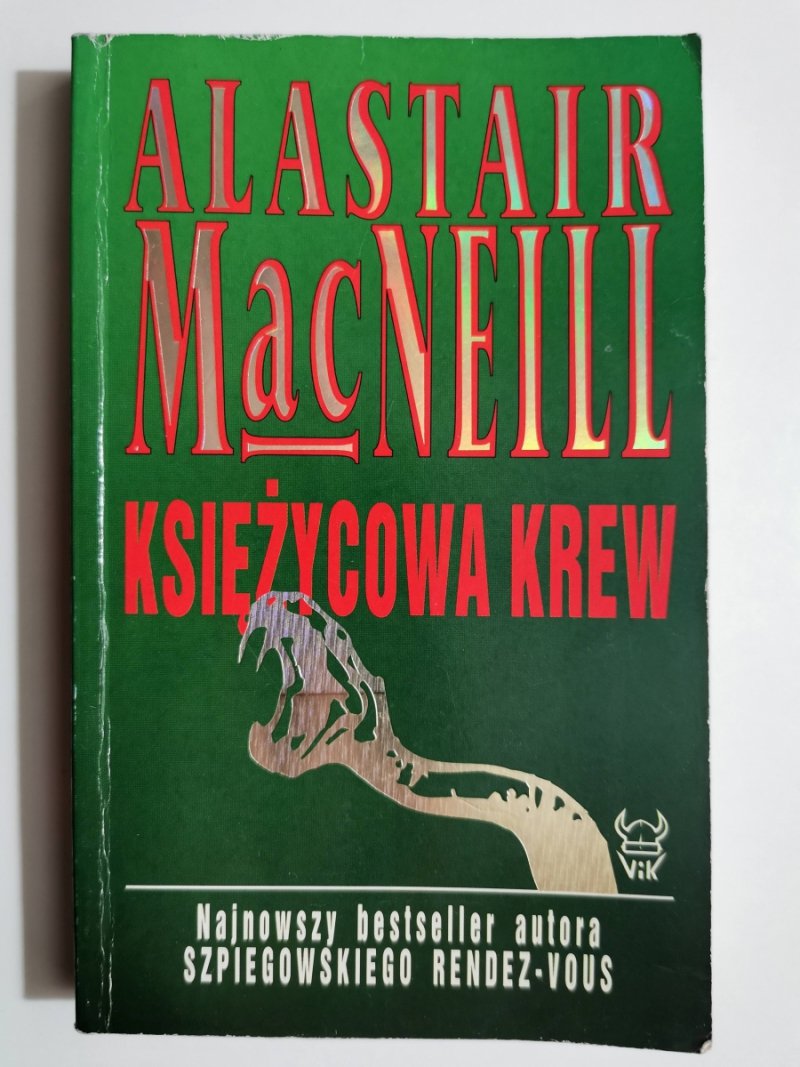 ALASTAIR
MacNEILL
KSIĘŻYCOWA KREW
ViK
Najnowszy bestseller autora
SZPIEGOWSKIEGO RENDEZ-VOUS